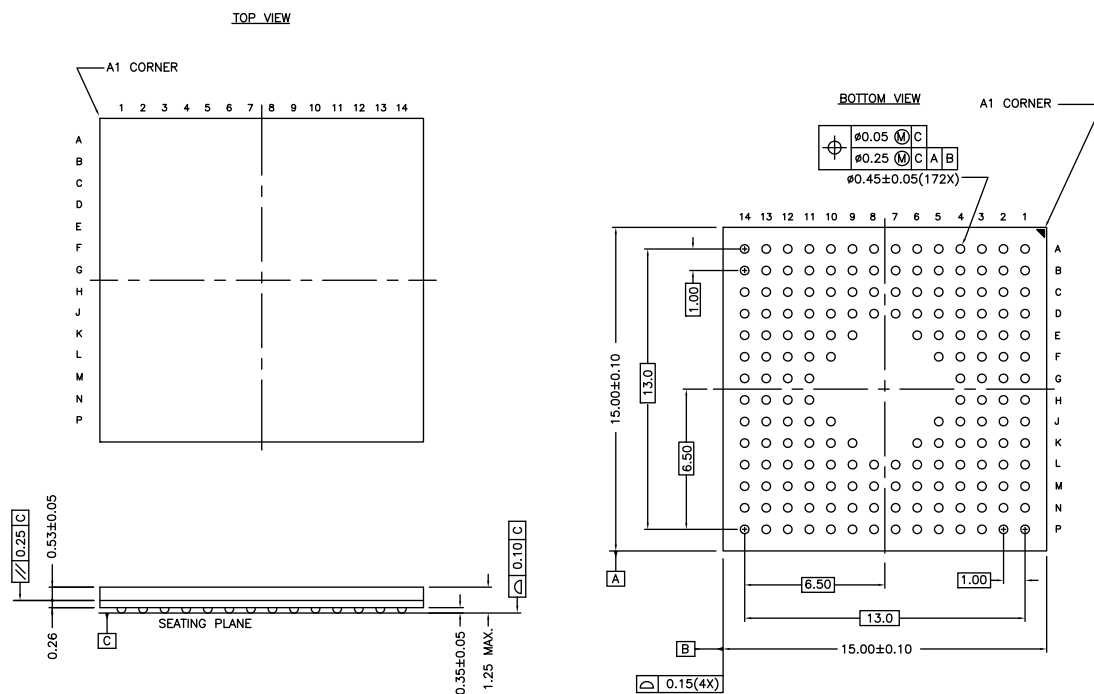 TOP VIEW
A1 CORNER
1 2 3 4 5 6 7 8 9 10 11 12 13 14
A
B
C
D
E
F
G
H
J
K
L
M
N
P
// 0.25 C
0.53±0.05
0.26
C
SEATING PLANE
0.35±0.05
1.25 MAX.
⌓ 0.10 C
BOTTOM VIEW
A1 CORNER
⌖ ø0.05 Ⓜ C
ø0.25 Ⓜ C A B
ø0.45±0.05(172X)
14 13 12 11 10 9 8 7 6 5 4 3 2 1
A
B
C
D
E
F
G
H
J
K
L
M
N
P
1.00
15.00±0.10
13.0
6.50
A
6.50
1.00
13.0
B
15.00±0.10
⌓ 0.15(4X)